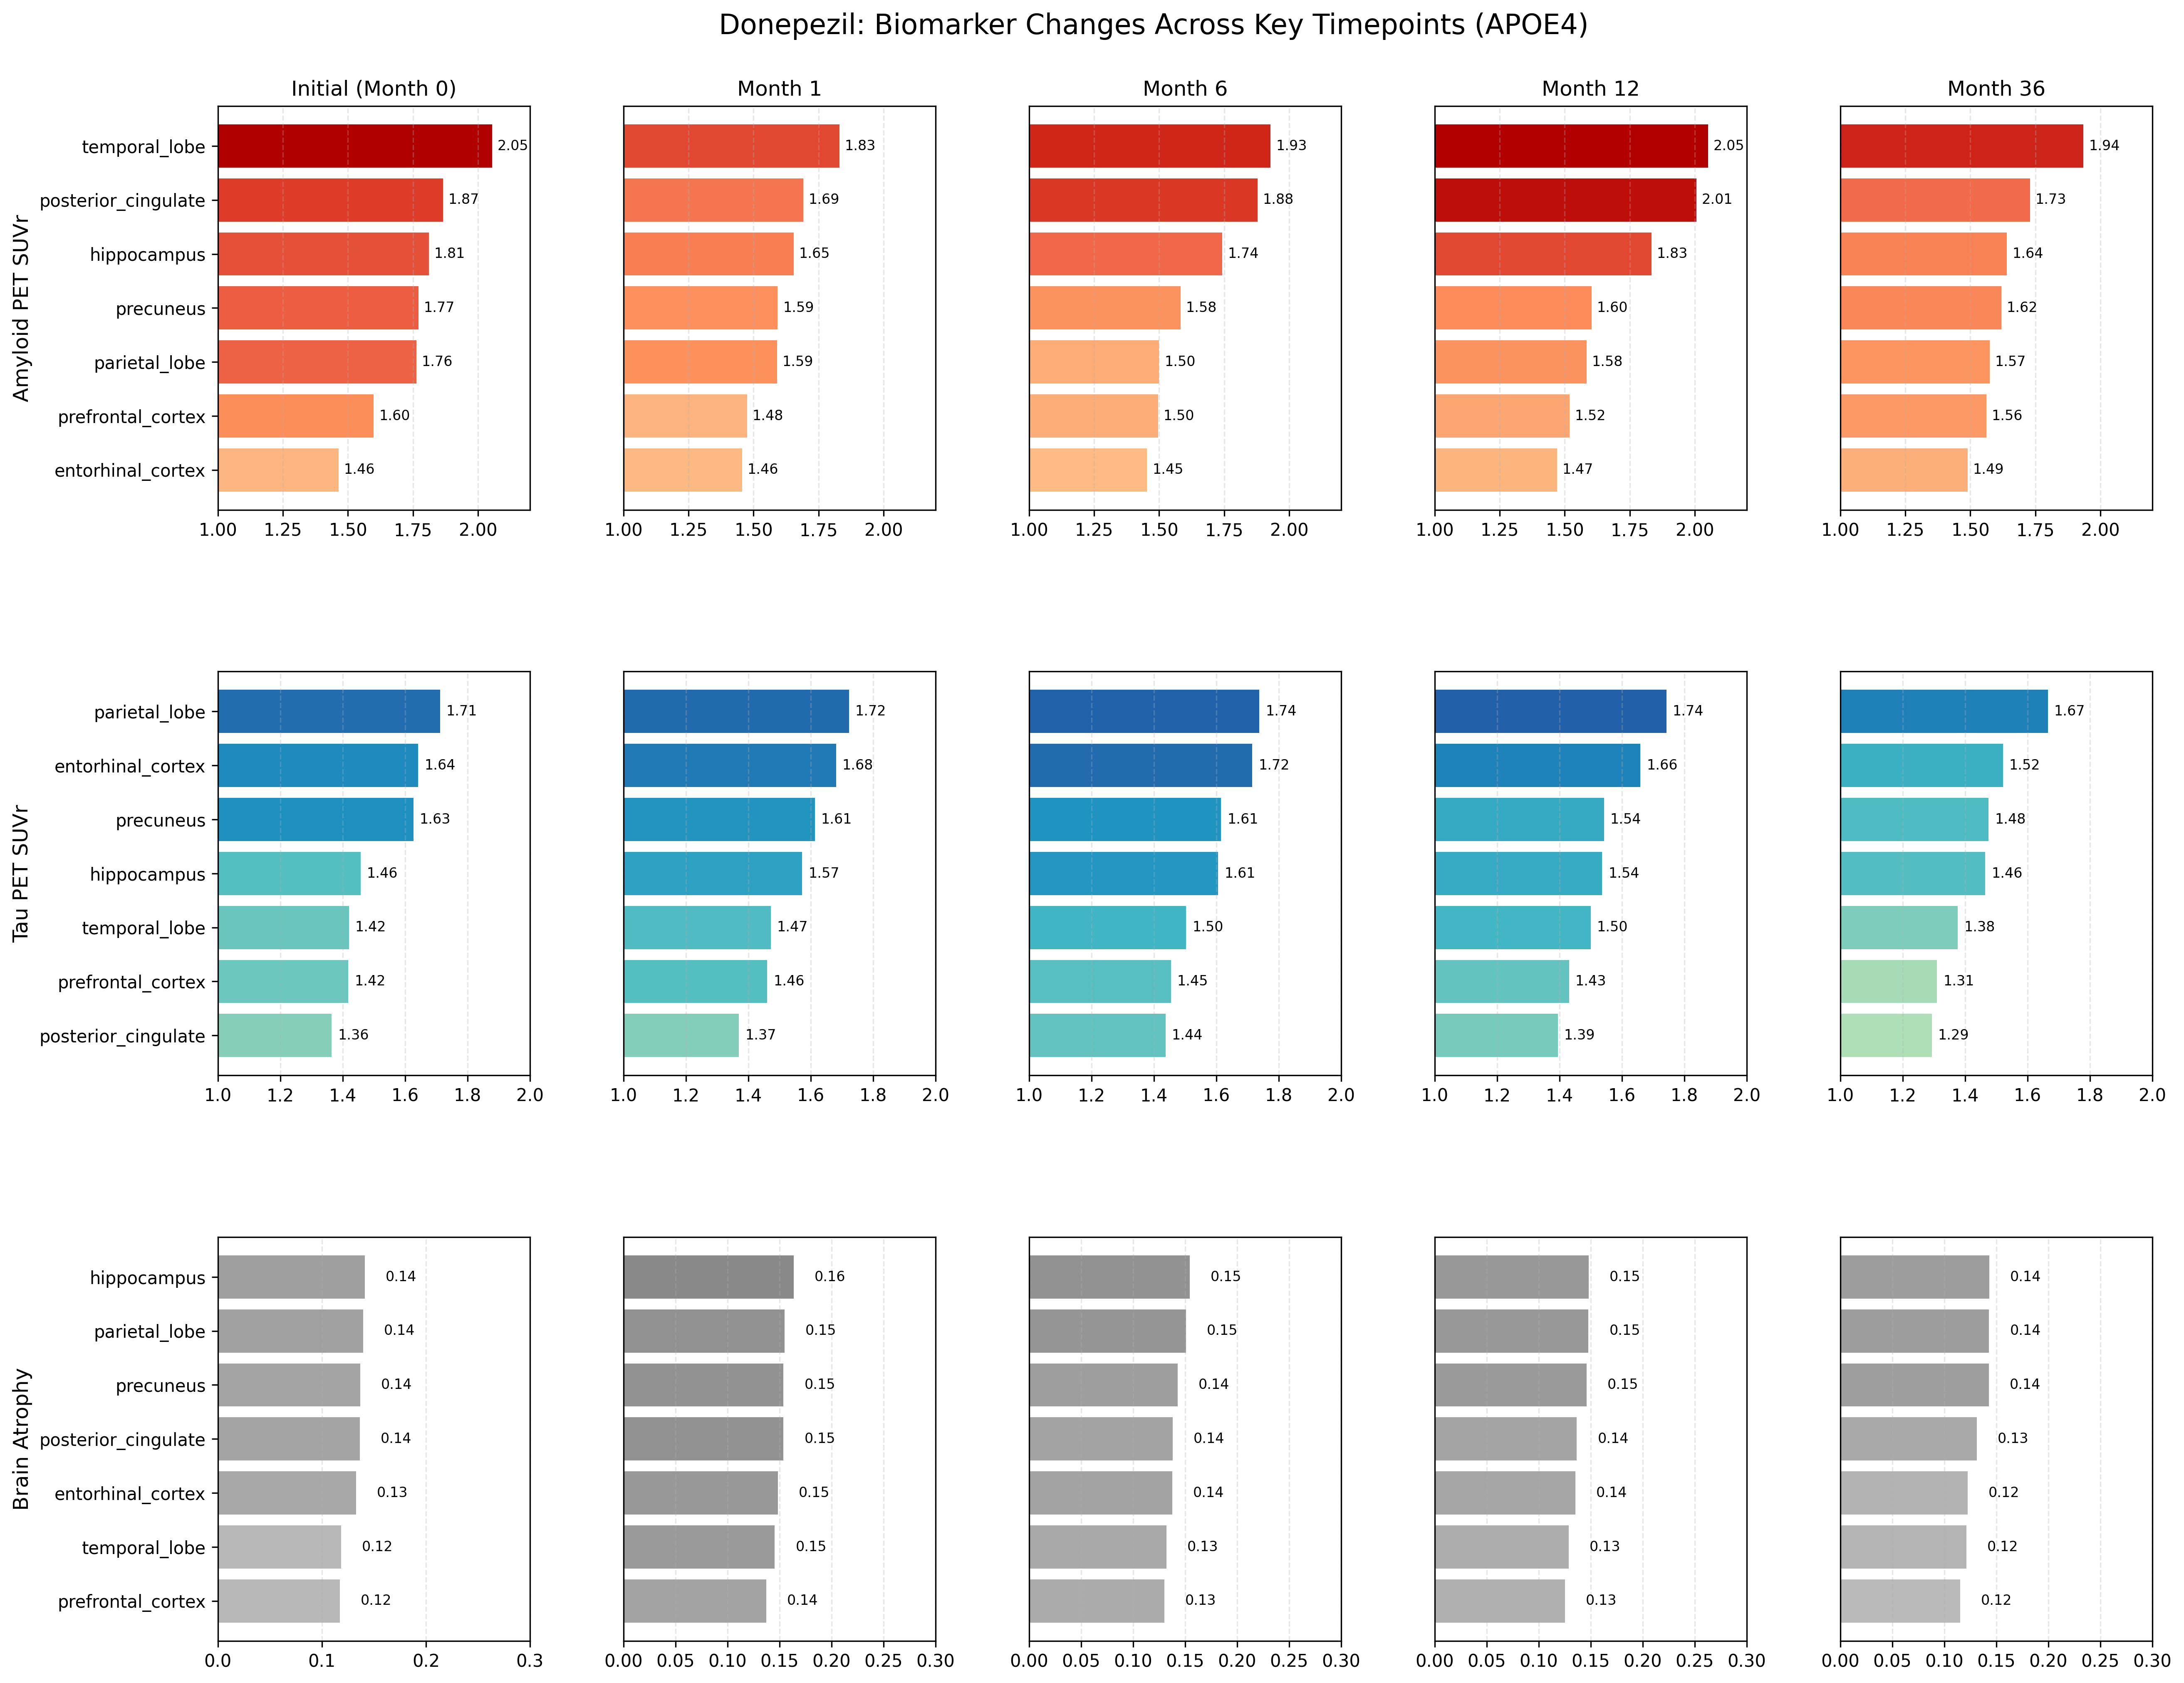 Donepezil: Biomarker Changes Across Key Timepoints (APOE4)
Initial (Month 0)
Month 1
Month 6
Month 12
Month 36
Amyloid PET SUVr
temporal_lobe 2.05 1.83 1.93 2.05 1.94
posterior_cingulate 1.87 1.69 1.88 2.01 1.73
hippocampus 1.81 1.65 1.74 1.83 1.64
precuneus 1.77 1.59 1.58 1.60 1.62
parietal_lobe 1.76 1.59 1.50 1.58 1.57
prefrontal_cortex 1.60 1.48 1.50 1.52 1.56
entorhinal_cortex 1.46 1.46 1.45 1.47 1.49
1.00 1.25 1.50 1.75 2.00 1.00 1.25 1.50 1.75 2.00 1.00 1.25 1.50 1.75 2.00 1.00 1.25 1.50 1.75 2.00 1.00 1.25 1.50 1.75 2.00
Tau PET SUVr
parietal_lobe 1.71 1.72 1.74 1.74 1.67
entorhinal_cortex 1.64 1.68 1.72 1.66 1.52
precuneus 1.63 1.61 1.61 1.54 1.48
hippocampus 1.46 1.57 1.61 1.54 1.46
temporal_lobe 1.42 1.47 1.50 1.50 1.38
prefrontal_cortex 1.42 1.46 1.45 1.43 1.31
posterior_cingulate 1.36 1.37 1.44 1.39 1.29
1.0 1.2 1.4 1.6 1.8 2.0 1.0 1.2 1.4 1.6 1.8 2.0 1.0 1.2 1.4 1.6 1.8 2.0 1.0 1.2 1.4 1.6 1.8 2.0 1.0 1.2 1.4 1.6 1.8 2.0
Brain Atrophy
hippocampus 0.14 0.16 0.15 0.15 0.14
parietal_lobe 0.14 0.15 0.15 0.15 0.14
precuneus 0.14 0.15 0.14 0.15 0.14
posterior_cingulate 0.14 0.15 0.14 0.14 0.13
entorhinal_cortex 0.13 0.15 0.14 0.14 0.12
temporal_lobe 0.12 0.15 0.13 0.13 0.12
prefrontal_cortex 0.12 0.14 0.13 0.13 0.12
0.0 0.1 0.2 0.3 0.00 0.05 0.10 0.15 0.20 0.25 0.30 0.00 0.05 0.10 0.15 0.20 0.25 0.30 0.00 0.05 0.10 0.15 0.20 0.25 0.30 0.00 0.05 0.10 0.15 0.20 0.25 0.30